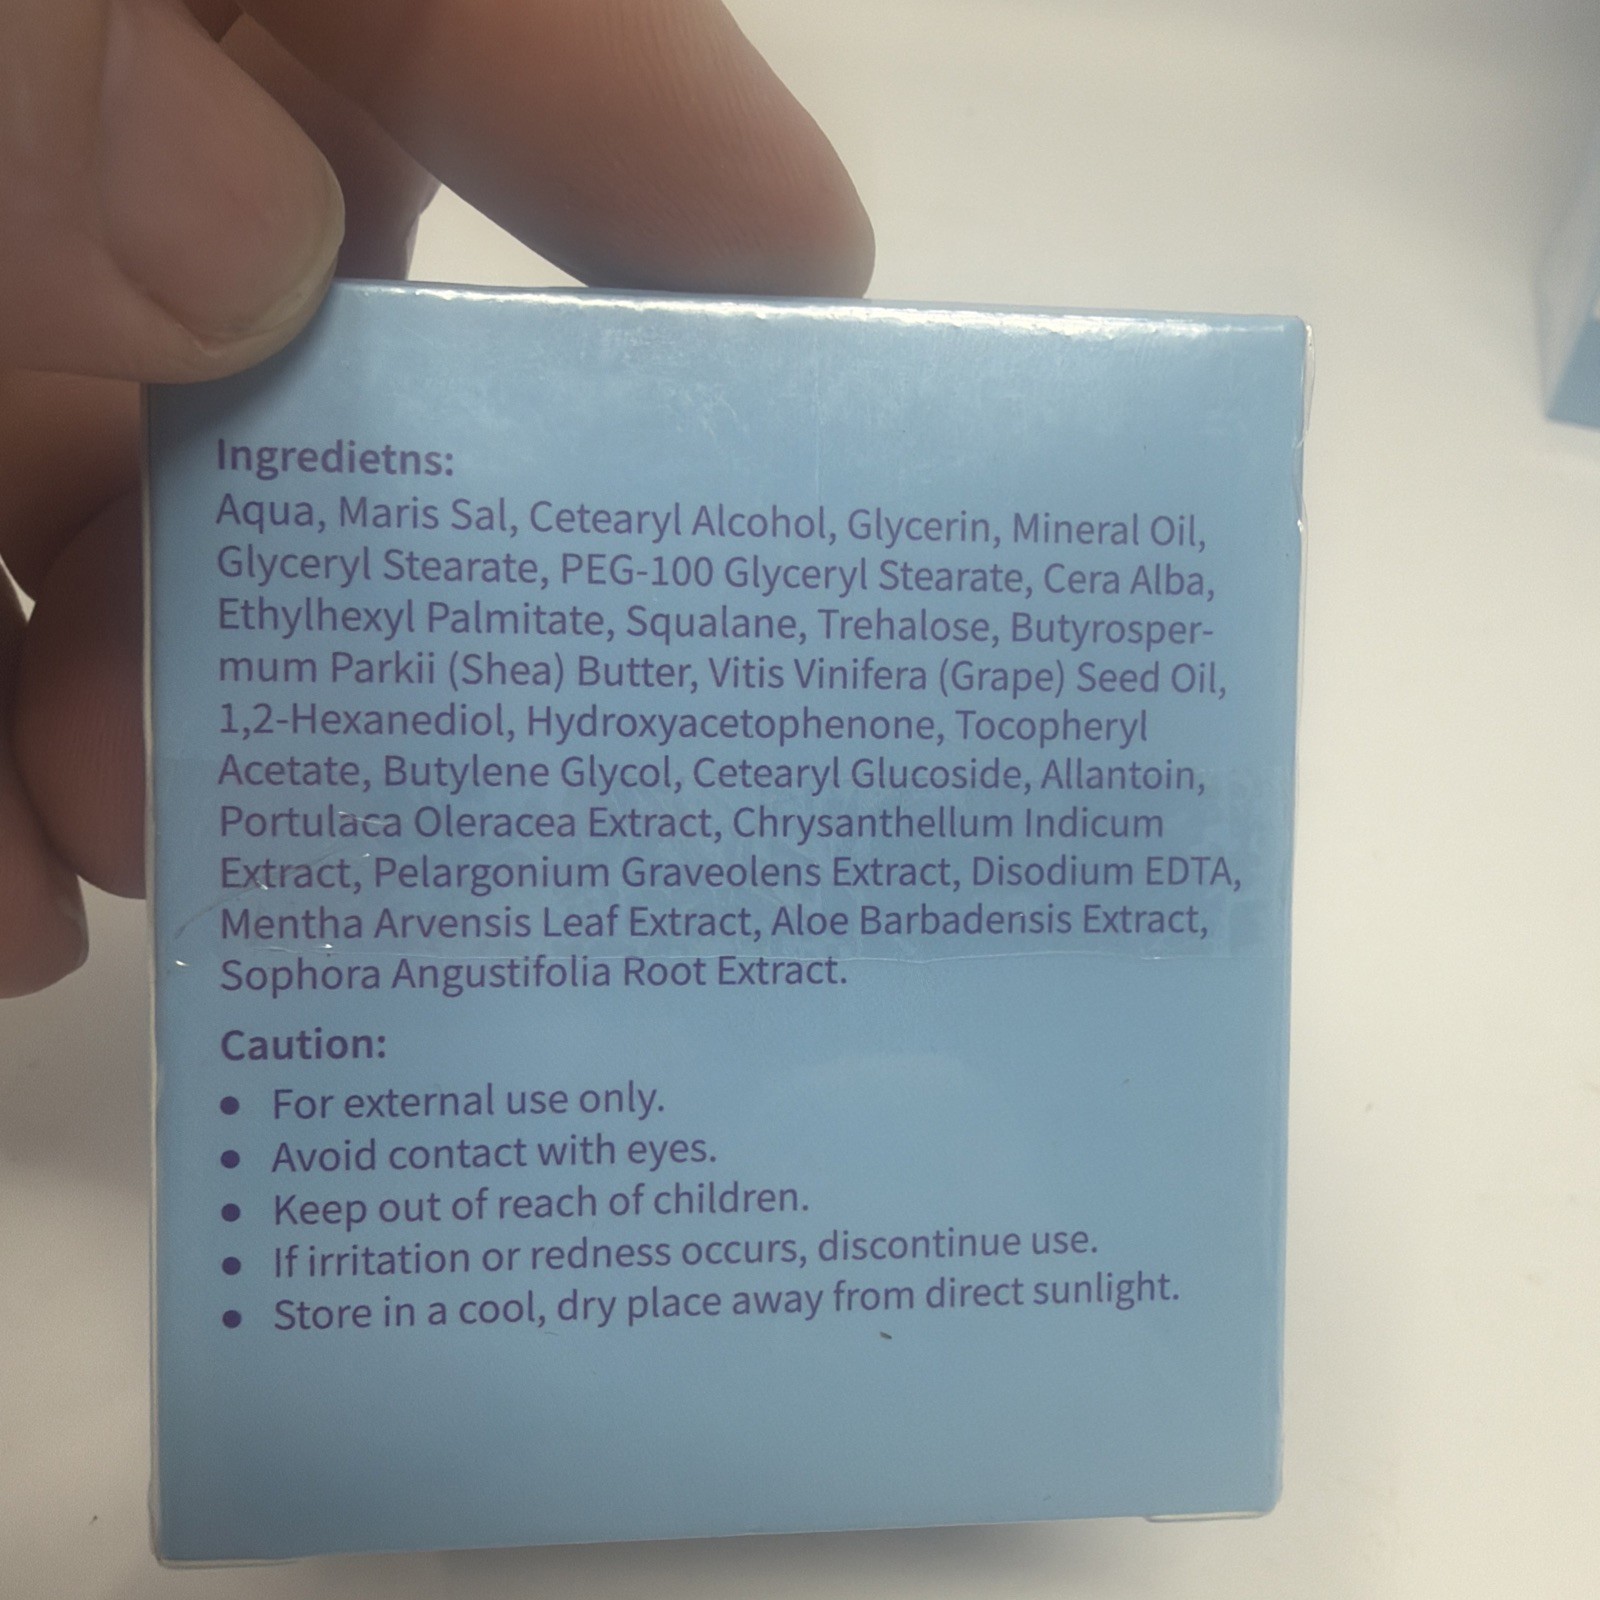 Ingredietns:
Aqua, Maris Sal, Cetearyl Alcohol, Glycerin, Mineral Oil,
Glyceryl Stearate, PEG-100 Glyceryl Stearate, Cera Alba,
Ethylhexyl Palmitate, Squalane, Trehalose, Butyrosper-
mum Parkii (Shea) Butter, Vitis Vinifera (Grape) Seed Oil,
1,2-Hexanediol, Hydroxyacetophenone, Tocopheryl
Acetate, Butylene Glycol, Cetearyl Glucoside, Allantoin,
Portulaca Oleracea Extract, Chrysanthellum Indicum
Extract, Pelargonium Graveolens Extract, Disodium EDTA,
Mentha Arvensis Leaf Extract, Aloe Barbadensis Extract,
Sophora Angustifolia Root Extract.
Caution:
● For external use only.
● Avoid contact with eyes.
● Keep out of reach of children.
● If irritation or redness occurs, discontinue use.
● Store in a cool, dry place away from direct sunlight.